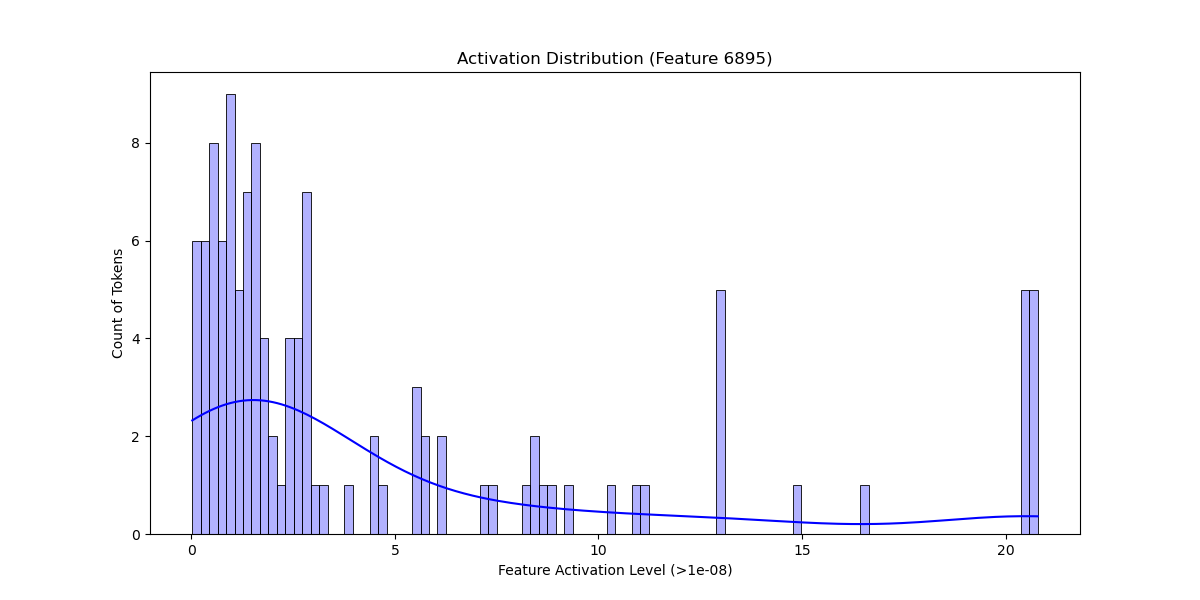 Activation Distribution (Feature 6895)
8
6
4
2
0
Count of Tokens
0 5 10 15 20
Feature Activation Level (>1e-08)